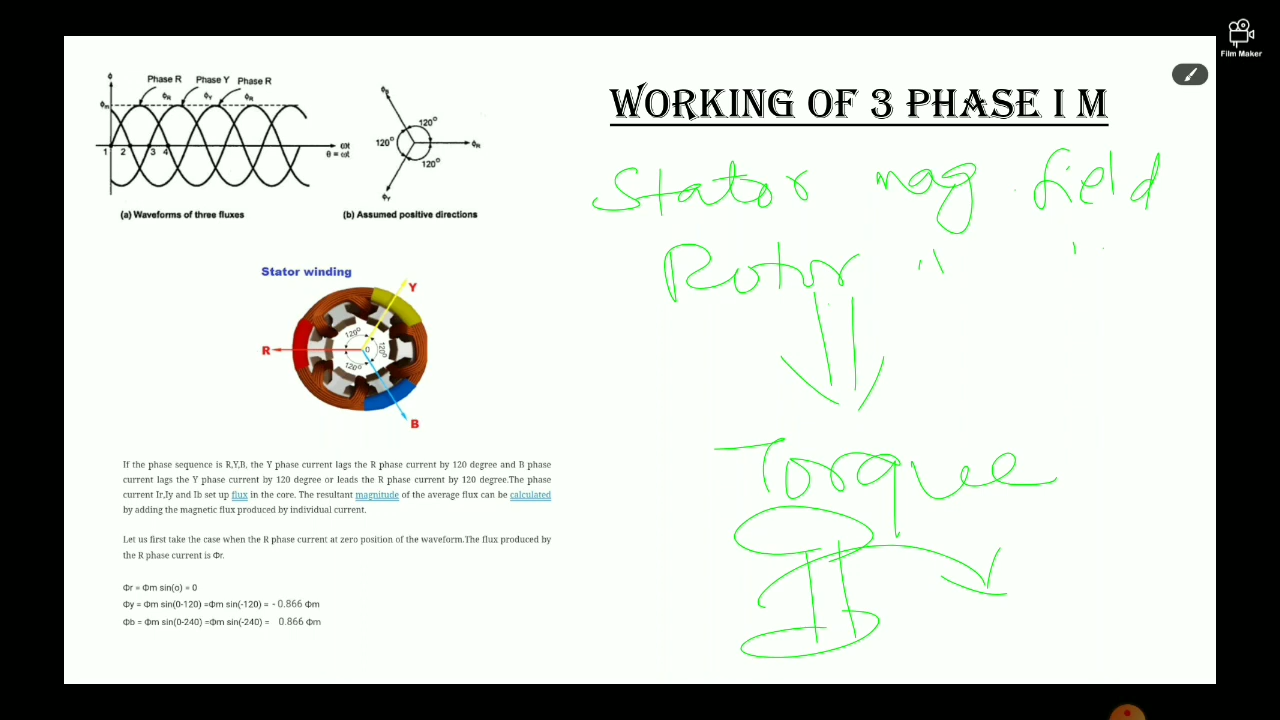 Film Maker
WORKING OF 3 PHASE I M
Phase R Phase Y Phase R
ϕ
ϕm
ϕR ϕY ϕR
1 2 3 4
ωt
θ = ωt
(a) Waveforms of three fluxes
ϕB
120°
120°
120°
ϕR
ϕY
(b) Assumed positive directions
Stator mag. field
Rotor " "
Torque
Stator winding
Y
R
B
120°
120°
120°
0
If the phase sequence is R,Y,B, the Y phase current lags the R phase current by 120 degree and B phase
current lags the Y phase current by 120 degree or leads the R phase current by 120 degree.The phase
current Ir,Iy and Ib set up flux in the core. The resultant magnitude of the average flux can be calculated
by adding the magnetic flux produced by individual current.
Let us first take the case when the R phase current at zero position of the waveform.The flux produced by
the R phase current is Φr.
Φr = Φm sin(o) = 0
Φy = Φm sin(0-120) =Φm sin(-120) = - 0.866 Φm
Φb = Φm sin(0-240) =Φm sin(-240) = 0.866 Φm